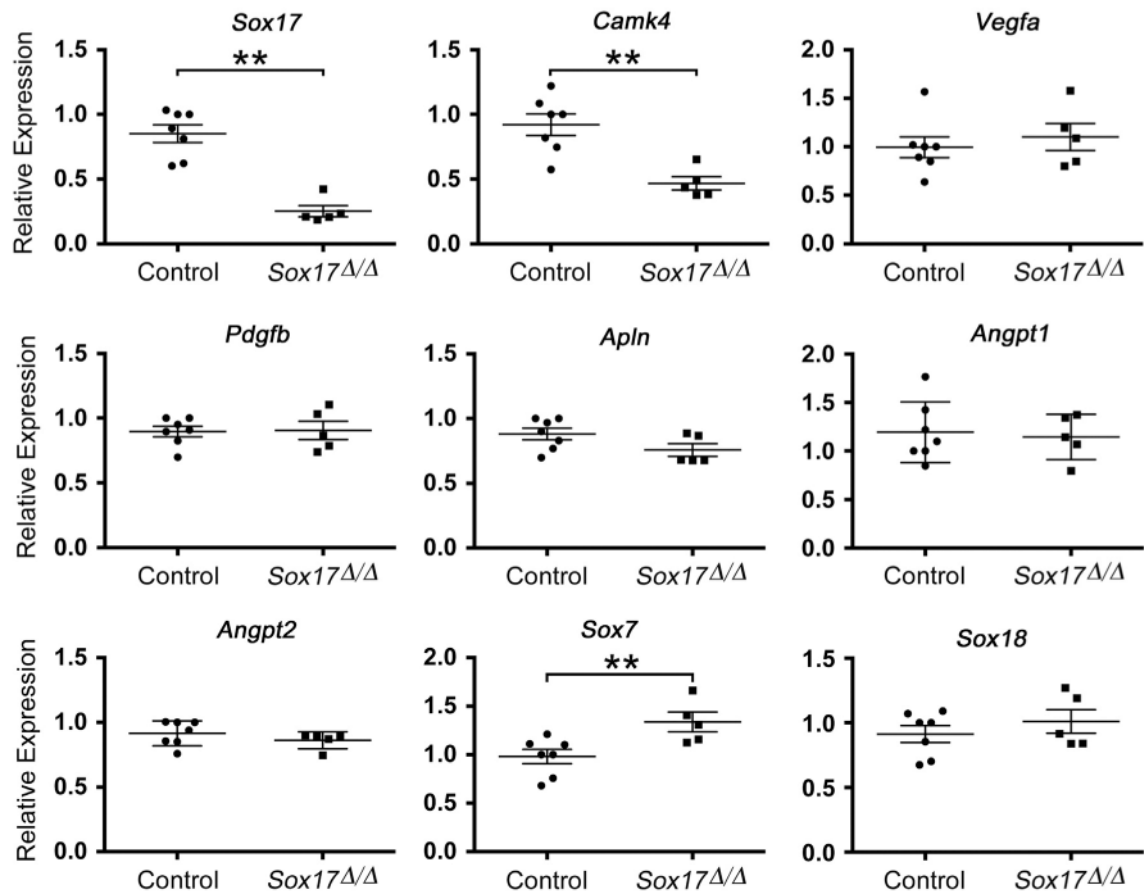 Sox17
Relative Expression
1.5
**
1.0
0.5
0.0
Control Sox17Δ/Δ
Camk4
1.5
**
1.0
0.5
0.0
Control Sox17Δ/Δ
Vegfa
2.0
1.5
1.0
0.5
0.0
Control Sox17Δ/Δ
Pdgfb
Relative Expression
1.5
1.0
0.5
0.0
Control Sox17Δ/Δ
Apln
1.5
1.0
0.5
0.0
Control Sox17Δ/Δ
Angpt1
2.0
1.5
1.0
0.5
0.0
Control Sox17Δ/Δ
Angpt2
Relative Expression
1.5
1.0
0.5
0.0
Control Sox17Δ/Δ
Sox7
2.0
**
1.5
1.0
0.5
0.0
Control Sox17Δ/Δ
Sox18
1.5
1.0
0.5
0.0
Control Sox17Δ/Δ